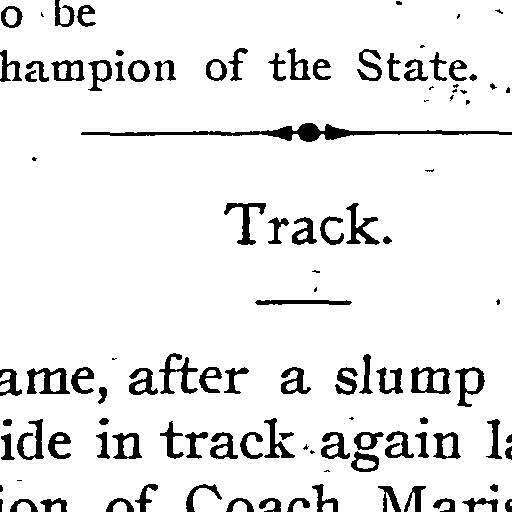 o be
hampion of the State.
Track.
ame, after a slump
ide in track again la
ion of Coach Maris